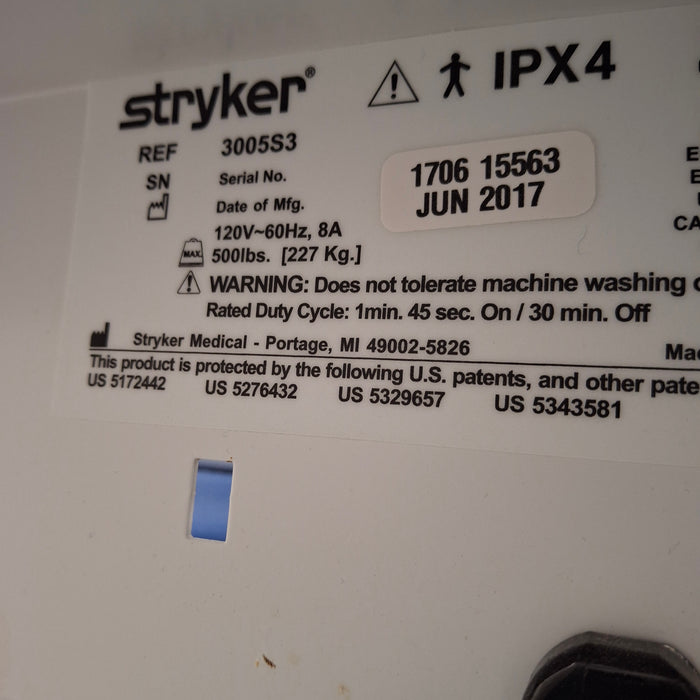 stryker®
IPX4
REF 3005S3
SN Serial No. 1706 15563
Date of Mfg. JUN 2017
120V~60Hz, 8A
MAX 500lbs. [227 Kg.]
WARNING: Does not tolerate machine washing
Rated Duty Cycle: 1min. 45 sec. On / 30 min. Off
Stryker Medical - Portage, MI 49002-5826
This product is protected by the following U.S. patents, and other
US 5172442 US 5276432 US 5329657 US 5343581